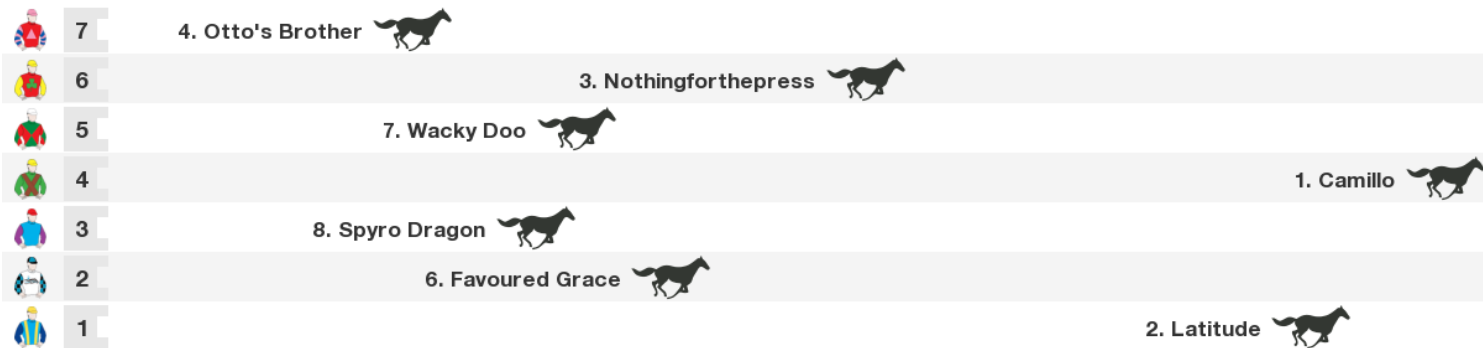 7 4. Otto's Brother
6 3. Nothingforthepress
5 7. Wacky Doo
4 1. Camillo
3 8. Spyro Dragon
2 6. Favoured Grace
1 2. Latitude